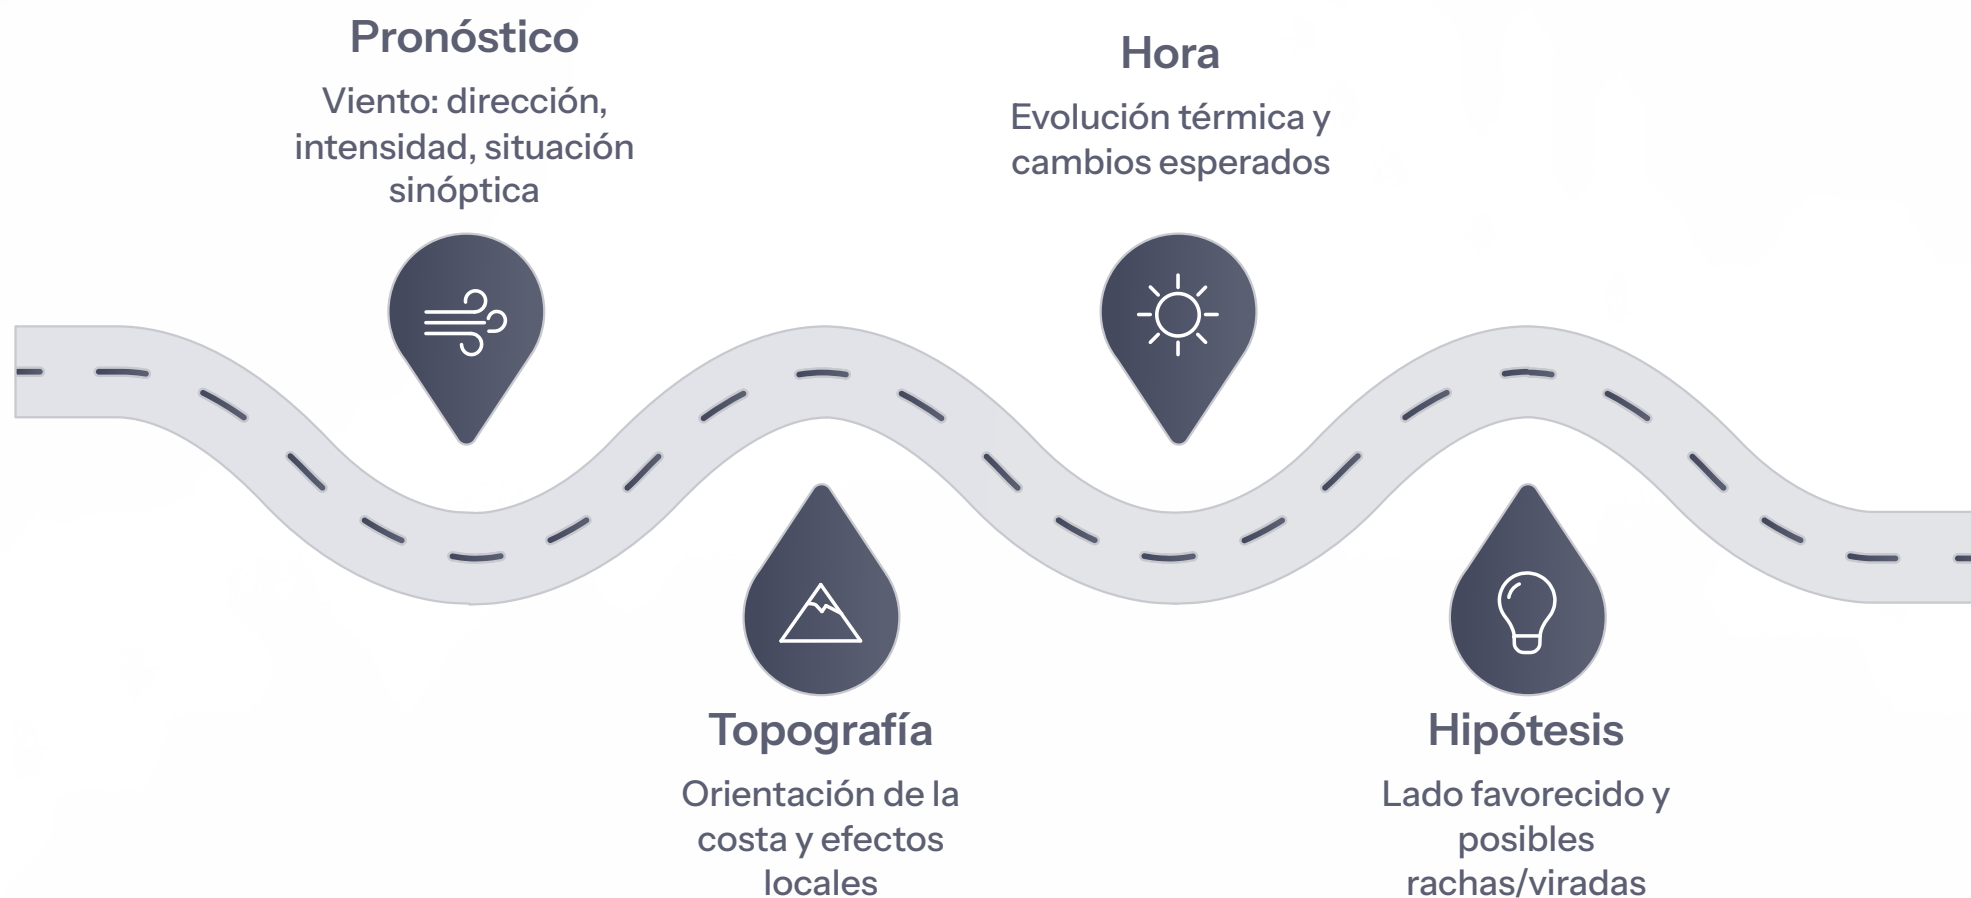 Pronóstico
Viento: dirección,
intensidad, situación
sinóptica
Hora
Evolución térmica y
cambios esperados
Topografía
Orientación de la
costa y efectos
locales
Hipótesis
Lado favorecido y
posibles
rachas/viradas